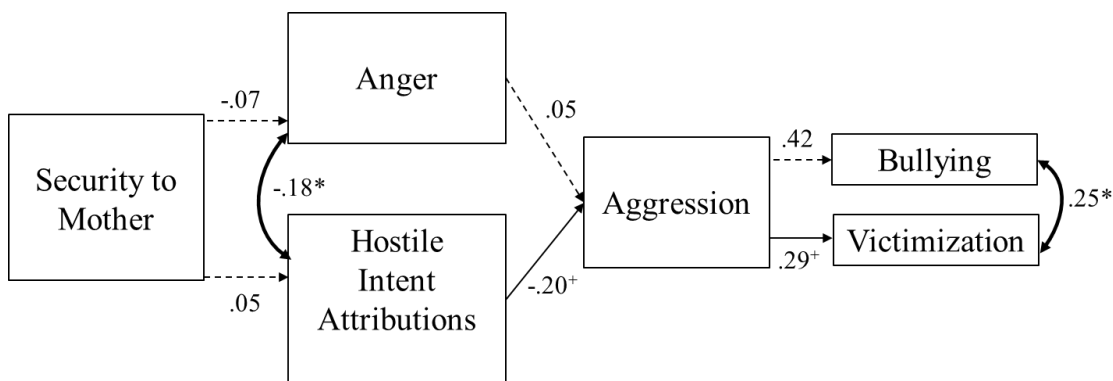 Anger
-.07
.05
Security to
Mother
-.18*
.42
Bullying
Aggression
.25*
Hostile
Intent
Attributions
.05
-.20⁺
.29⁺
Victimization